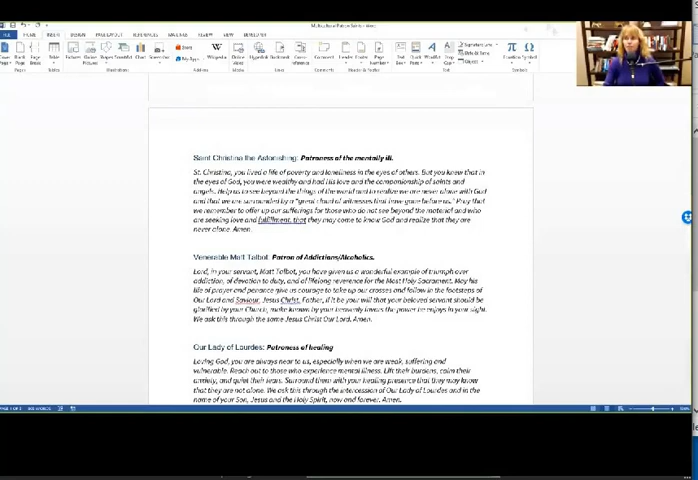 FILE HOME INSERT DESIGN PAGE LAYOUT REFERENCES MAILINGS REVIEW VIEW DEVELOPER
Saint Christina the Astonishing: Patroness of the mentally ill.
St. Christina, you lived a life of poverty and loneliness in the eyes of others. But you knew that in
the eyes of God, you were wealthy and had His love and the companionship of saints and
angels. Help us to see beyond the things of the world and to realize we are never alone with God
and that we are surrounded by a "great cloud of witnesses that have gone before us." Pray that
we remember to offer up our sufferings for those who do not see beyond the material and who
are seeking love and fulfillment, that they may come to know God and realize that they are
never alone. Amen.
Venerable Matt Talbot. Patron of Addictions/Alcoholics.
Lord, in your servant, Matt Talbot, you have given us a wonderful example of triumph over
addiction, of devotion to duty, and of lifelong reverence for the Most Holy Sacrament. May his
life of prayer and penance give us courage to take up our crosses and follow in the footsteps of
Our Lord and Saviour, Jesus Christ. Father, if it be your will that your beloved servant should be
glorified by your Church, make known by your heavenly favors the power he enjoys in your sight.
We ask this through the same Jesus Christ Our Lord. Amen.
Our Lady of Lourdes: Patroness of healing
Loving God, you are always near to us, especially when we are weak, suffering and
vulnerable. Reach out to those who experience mental illness. Lift their burdens, calm their
anxiety, and quiet their fears. Surround them with your healing presence that they may know
that they are not alone. We ask this through the intercession of Our Lady of Lourdes and in the
name of your Son, Jesus and the Holy Spirit, now and forever. Amen.